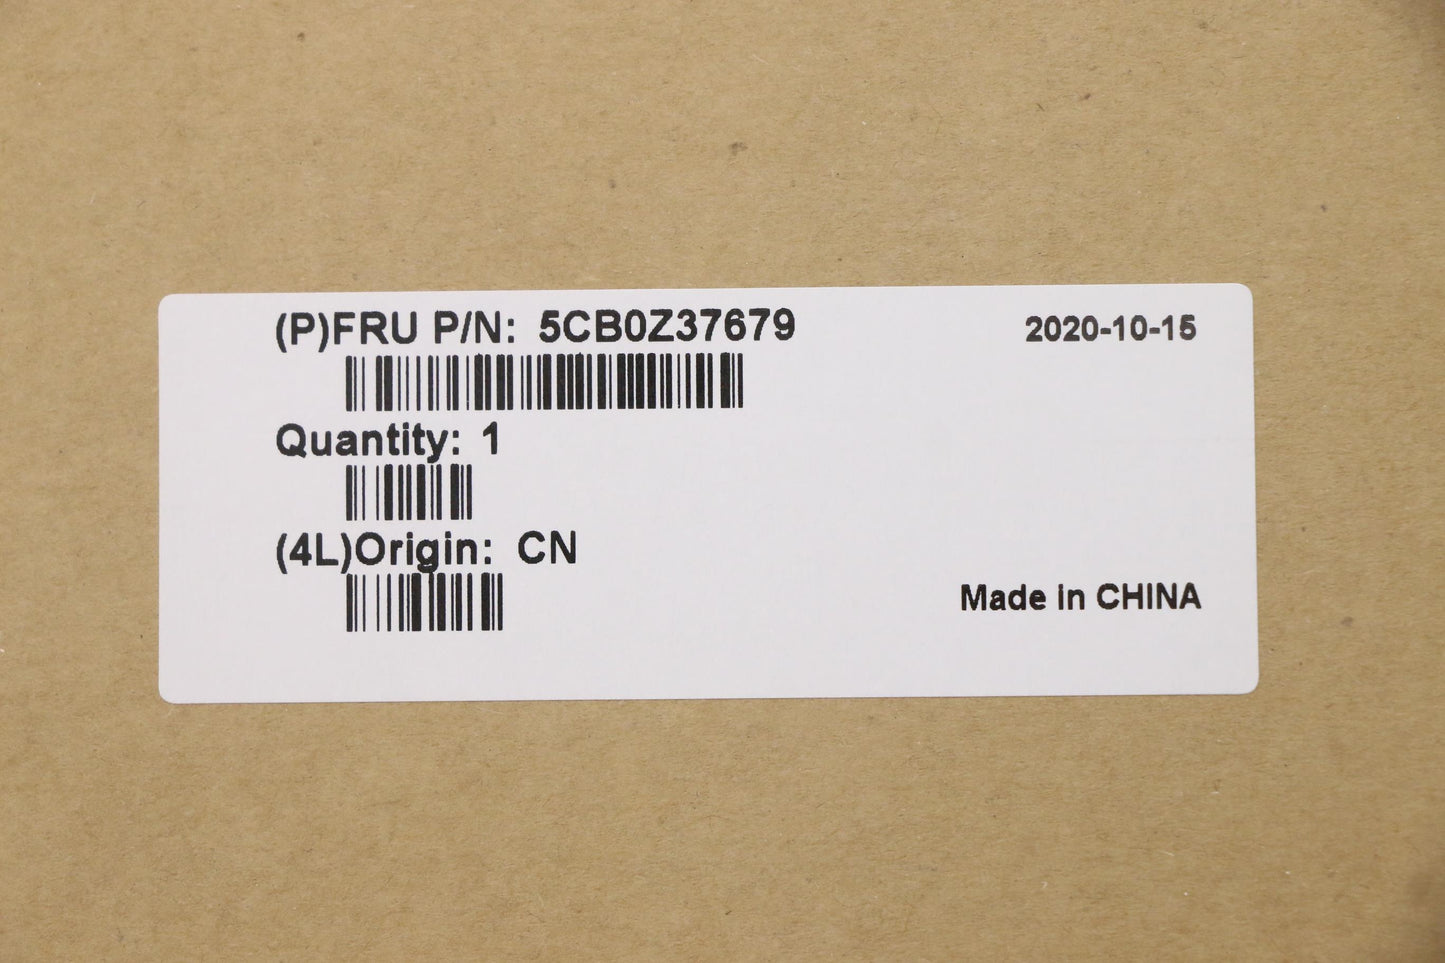 (P)FRU P/N: 5CB0Z37679
2020-10-15
Quantity: 1
(4L)Origin: CN
Made in CHINA